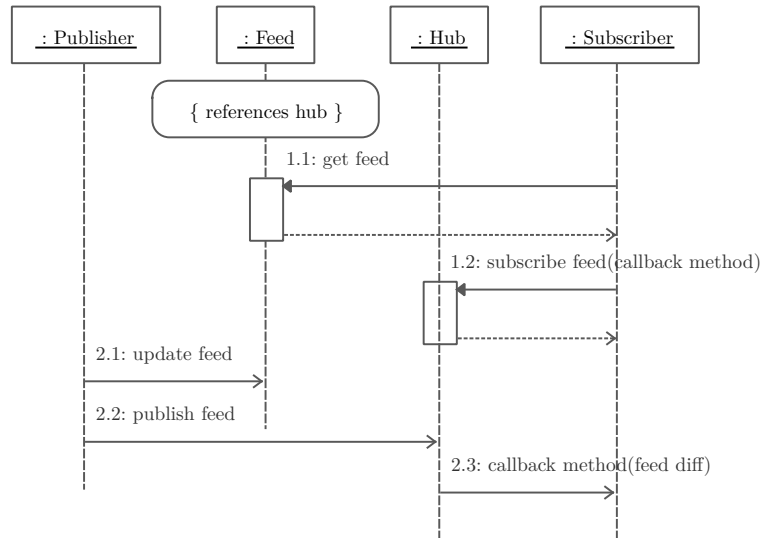 : Publisher
: Feed
: Hub
: Subscriber
{ references hub }
1.1: get feed
1.2: subscribe feed(callback method)
2.1: update feed
2.2: publish feed
2.3: callback method(feed diff)